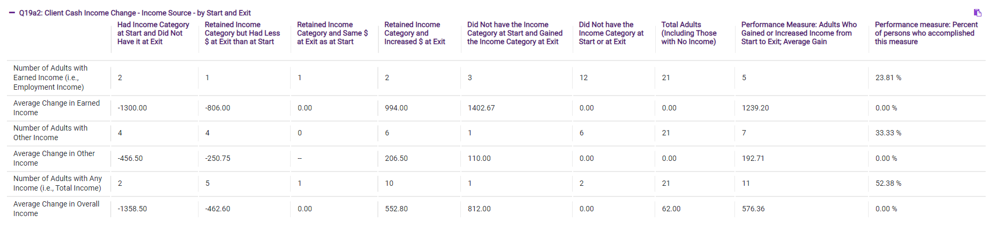 Q19a2: Client Cash Income Change - Income Source - by Start and Exit
Had Income Category at Start and Did Not Have it at Exit
Retained Income Category but Had Less $ at Exit than at Start
Retained Income Category and Same $ at Exit as at Start
Retained Income Category and Increased $ at Exit
Did Not have the Income Category at Start and Gained the Income Category at Exit
Did Not have the Income Category at Start or at Exit
Total Adults (Including Those with No Income)
Performance Measure: Adults Who Gained or Increased Income from Start to Exit; Average Gain
Performance measure: Percent of persons who accomplished this measure
Number of Adults with Earned Income (i.e., Employment Income) 2 1 1 2 3 12 21 5 23.81 %
Average Change in Earned Income -1300.00 -806.00 0.00 994.00 1402.67 0.00 0.00 1239.20 0.00 %
Number of Adults with Other Income 4 4 0 6 1 6 21 7 33.33 %
Average Change in Other Income -456.50 -250.75 -- 206.50 110.00 0.00 0.00 192.71 0.00 %
Number of Adults with Any Income (i.e., Total Income) 2 5 1 10 1 2 21 11 52.38 %
Average Change in Overall Income -1358.50 -462.60 0.00 552.80 812.00 0.00 62.00 576.36 0.00 %